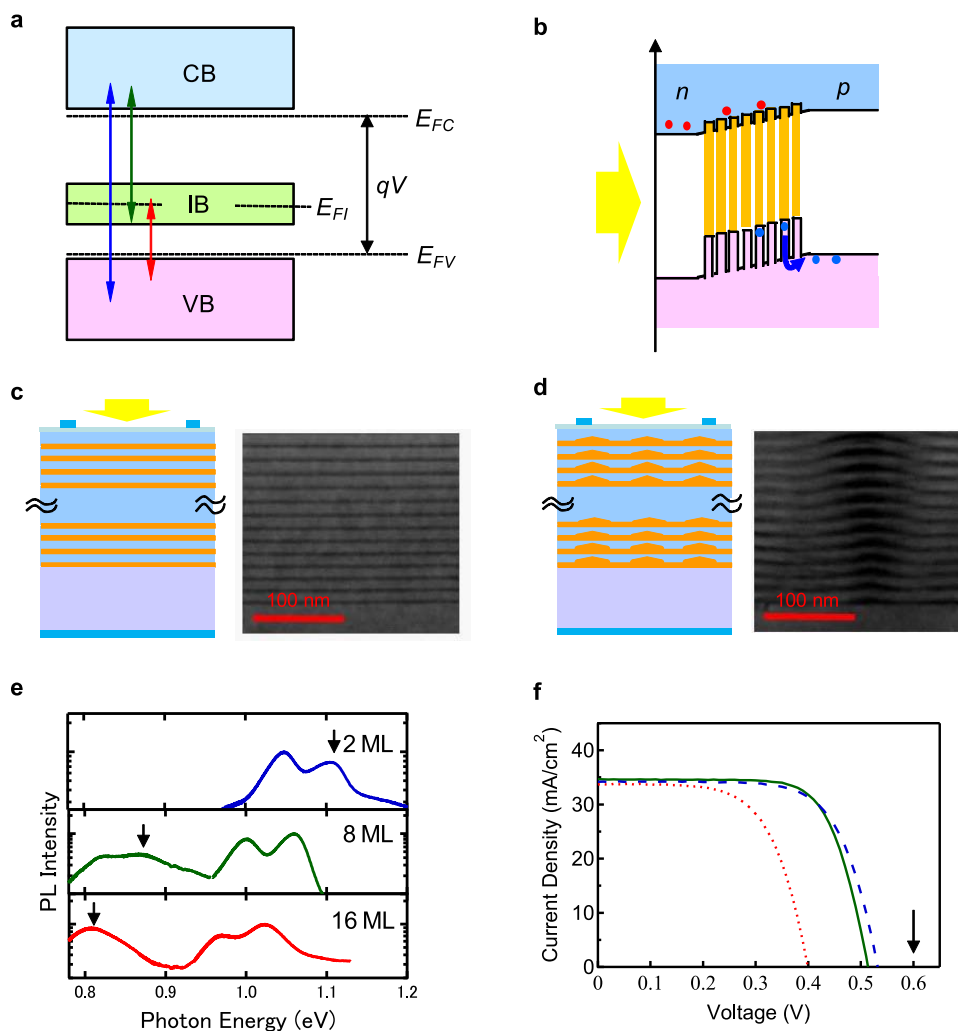 a
CB
E_FC
qV
IB
E_FI
E_FV
VB
b
n
p
c
100 nm
d
100 nm
e
2 ML
8 ML
16 ML
PL Intensity
0.8 0.9 1.0 1.1 1.2
Photon Energy (eV)
f
40
30
20
10
0
Current Density (mA/cm²)
0 0.1 0.2 0.3 0.4 0.5 0.6
Voltage (V)